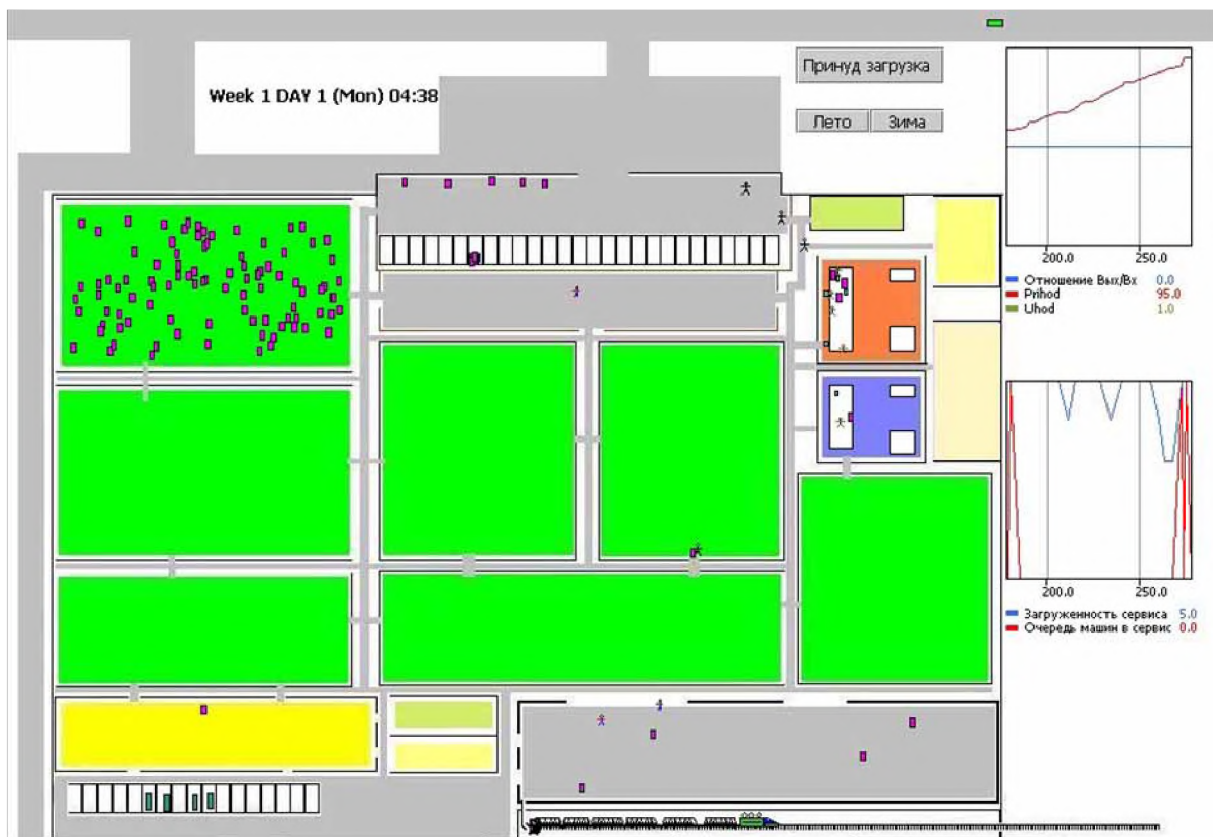 Week 1 DAY 1 (Mon) 04:38
Принуд загрузка
Лето
Зима
200.0 250.0
Отношение Вых/Вх 0.0
Prihod 95.0
Uhod 1.0
200.0 250.0
Загруженность сервиса 5.0
Очередь машин в сервис 0.0